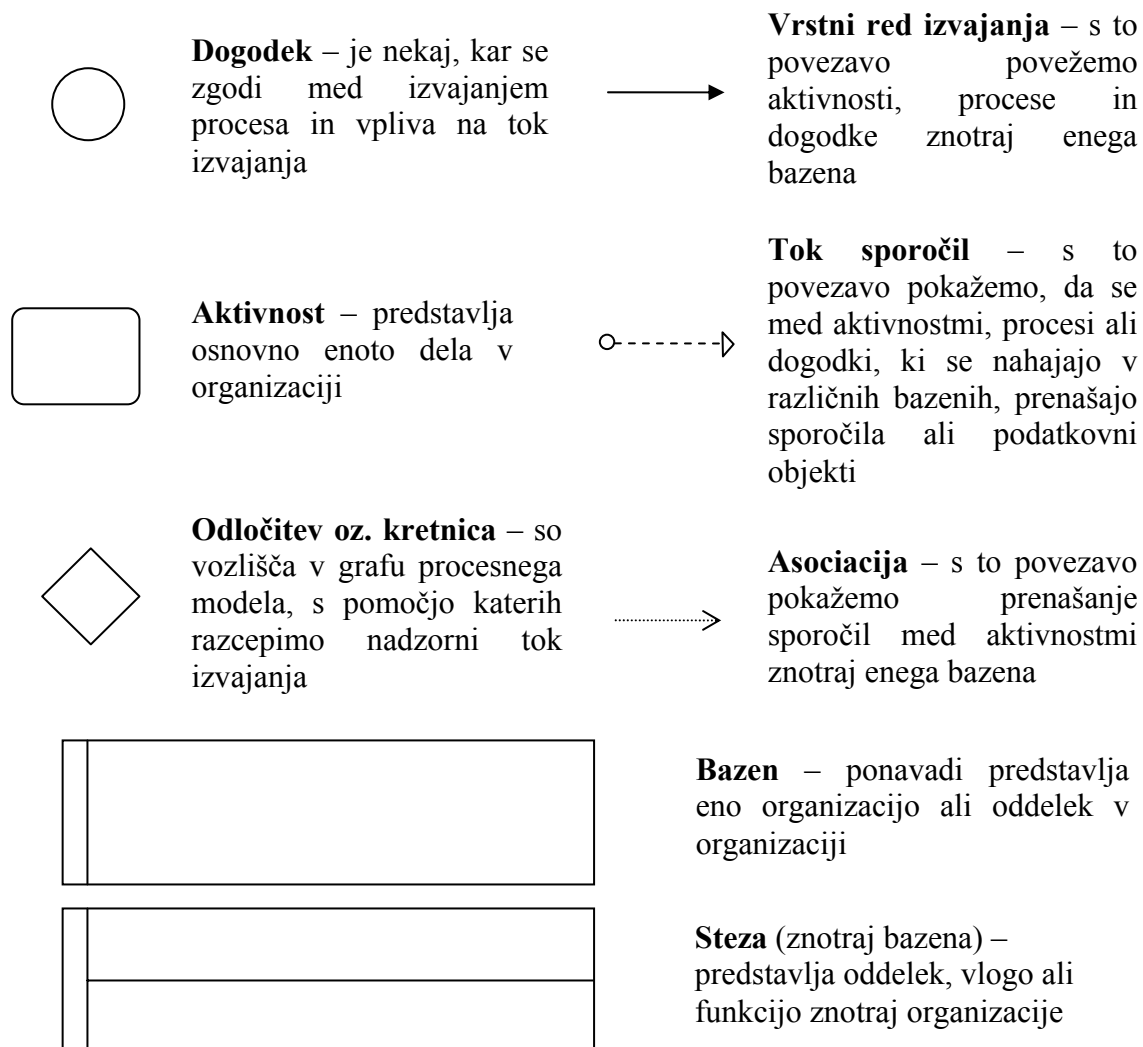 Dogodek – je nekaj, kar se
zgodi med izvajanjem
procesa in vpliva na tok
izvajanja
Vrstni red izvajanja – s to
povezavo povežemo
aktivnosti, procese in
dogodke znotraj enega
bazena
Aktivnost – predstavlja
osnovno enoto dela v
organizaciji
Tok sporočil – s to
povezavo pokažemo, da se
med aktivnostmi, procesi ali
dogodki, ki se nahajajo v
različnih bazenih, prenašajo
sporočila ali podatkovni
objekti
Odločitev oz. kretnica – so
vozlišča v grafu procesnega
modela, s pomočjo katerih
razcepimo nadzorni tok
izvajanja
Asociacija – s to povezavo
pokažemo prenašanje
sporočil med aktivnostmi
znotraj enega bazena
Bazen – ponavadi predstavlja
eno organizacijo ali oddelek v
organizaciji
Steza (znotraj bazena) –
predstavlja oddelek, vlogo ali
funkcijo znotraj organizacije